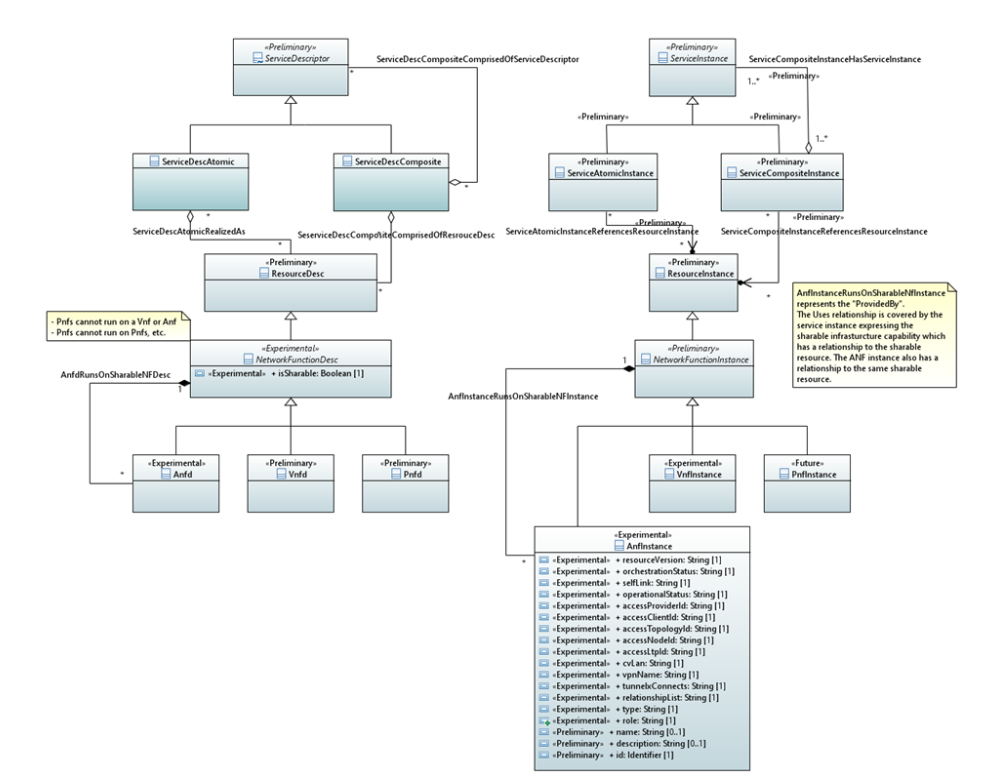 «Preliminary»
ServiceDescriptor
*
ServiceDescCompositeComprisedOfServiceDescriptor
*
ServiceDescAtomic
ServiceDescComposite
*
ServiceDescAtomicRealizedAs
*
SeserviceDescCompositeComprisedOfResrouceDesc
*
«Preliminary»
ResourceDesc
- Pnfs cannot run on a Vnf or Anf
- Pnfs cannot run on Pnfs, etc.
«Experimental»
NetworkFunctionDesc
«Experimental» + isSharable: Boolean [1]
AnfdRunsOnSharableNFDesc
1
*
«Experimental»
Anfd
«Preliminary»
Vnfd
«Preliminary»
Pnfd
«Preliminary»
ServiceInstance
ServiceCompositeInstanceHasServiceInstance
«Preliminary»
1..*
1..*
«Preliminary»
«Preliminary»
«Preliminary»
ServiceAtomicInstance
«Preliminary»
ServiceCompositeInstance
*
«Preliminary»
ServiceAtomicInstanceReferencesResourceInstance
*
*
«Preliminary»
ServiceCompositeInstanceReferencesResourceInstance
*
«Preliminary»
ResourceInstance
AnfInstanceRunsOnSharableNfInstance
represents the "ProvidedBy".
The Uses relationship is covered by the
service instance expressing the
sharable infrasturcture capability which
has a relationship to the sharable
resource. The ANF instance also has a
relationship to the same sharable
resource.
«Preliminary»
NetworkFunctionInstance
1
AnfInstanceRunsOnSharableNFInstance
*
«Experimental»
VnfInstance
«Future»
PnfInstance
«Experimental»
AnfInstance
«Experimental» + resourceVersion: String [1]
«Experimental» + orchestrationStatus: String [1]
«Experimental» + selfLink: String [1]
«Experimental» + operationalStatus: String [1]
«Experimental» + accessProviderId: String [1]
«Experimental» + accessClientId: String [1]
«Experimental» + accessTopologyId: String [1]
«Experimental» + accessNodeId: String [1]
«Experimental» + accessLtpId: String [1]
«Experimental» + cvLan: String [1]
«Experimental» + vpnName: String [1]
«Experimental» + tunnelxConnects: String [1]
«Experimental» + relationshipList: String [1]
«Experimental» + type: String [1]
«Experimental» + role: String [1]
«Preliminary» + name: String [0..1]
«Preliminary» + description: String [0..1]
«Preliminary» + id: Identifier [1]